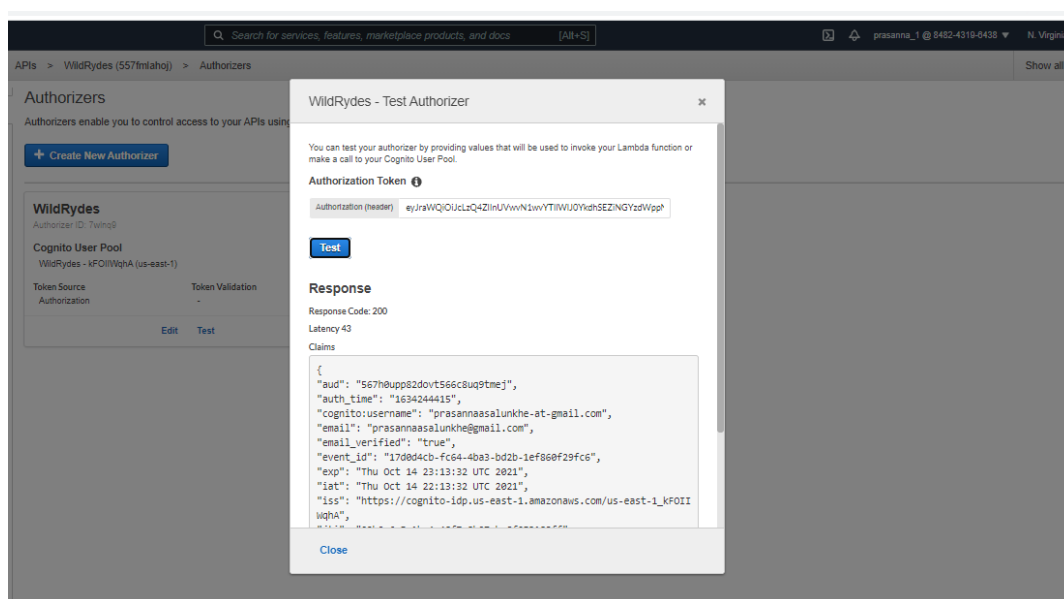 Search for services, features, marketplace products, and docs [Alt+S]
prasanna_1 @ 8482-4319-6438 ▼ N. Virgini
APIs > WildRydes (557fmlahoj) > Authorizers Show all
Authorizers
Authorizers enable you to control access to your APIs using
+ Create New Authorizer
WildRydes
Authorizer ID: 7wlnq9
Cognito User Pool
WildRydes - kFOIIWqhA (us-east-1)
Token Source Token Validation
Authorization -
Edit Test
WildRydes - Test Authorizer ×
You can test your authorizer by providing values that will be used to invoke your Lambda function or
make a call to your Cognito User Pool.
Authorization Token
Authorization (header)
Test
Response
Response Code: 200
Latency 43
Claims
{
"aud": "567h0upp82dovt566c8uq9tmej",
"auth_time": "1634244415",
"cognito:username": "prasannaasalunkhe-at-gmail.com",
"email": "prasannaasalunkhe@gmail.com",
"email_verified": "true",
"event_id": "17d0d4cb-fc64-4ba3-bd2b-1ef860f29fc6",
"exp": "Thu Oct 14 23:13:32 UTC 2021",
"iat": "Thu Oct 14 22:13:32 UTC 2021",
"iss": "https://cognito-idp.us-east-1.amazonaws.com/us-east-1_kFOII
WqhA",
Close